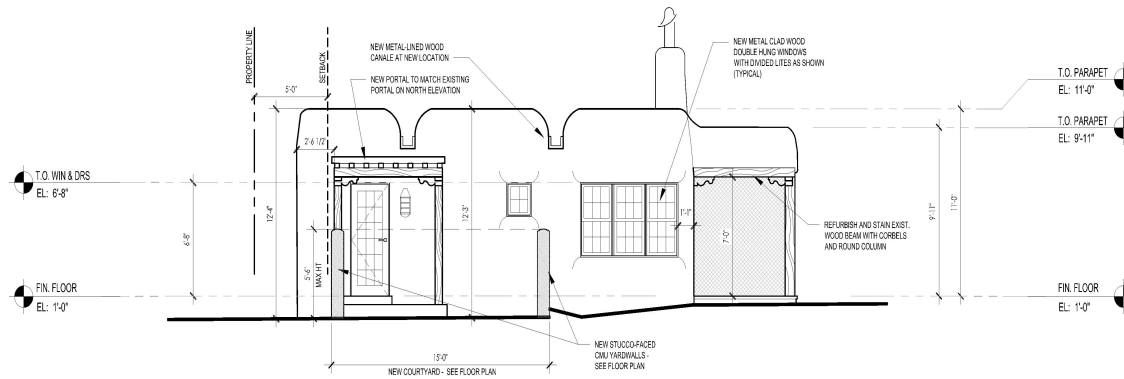 PROPERTY LINE
SETBACK
5'-0"
NEW METAL-LINED WOOD
CANALE AT NEW LOCATION
NEW PORTAL TO MATCH EXISTING
PORTAL ON NORTH ELEVATION
NEW METAL CLAD WOOD
DOUBLE HUNG WINDOWS
WITH DIVIDED LITES AS SHOWN
(TYPICAL)
T.O. PARAPET
EL: 11'-0"
T.O. PARAPET
EL: 9'-11"
2'-6 1/2"
T.O. WIN & DRS
EL: 6'-8"
6'-8"
12'-4"
5'-6"
MAX HT
12'-3"
1'-1"
7'-0"
9'-11"
11'-0"
REFURBISH AND STAIN EXIST.
WOOD BEAM WITH CORBELS
AND ROUND COLUMN
FIN. FLOOR
EL: 1'-0"
FIN. FLOOR
EL: 1'-0"
NEW STUCCO-FACED
CMU YARDWALLS -
SEE FLOOR PLAN
15'-0"
NEW COURTYARD - SEE FLOOR PLAN